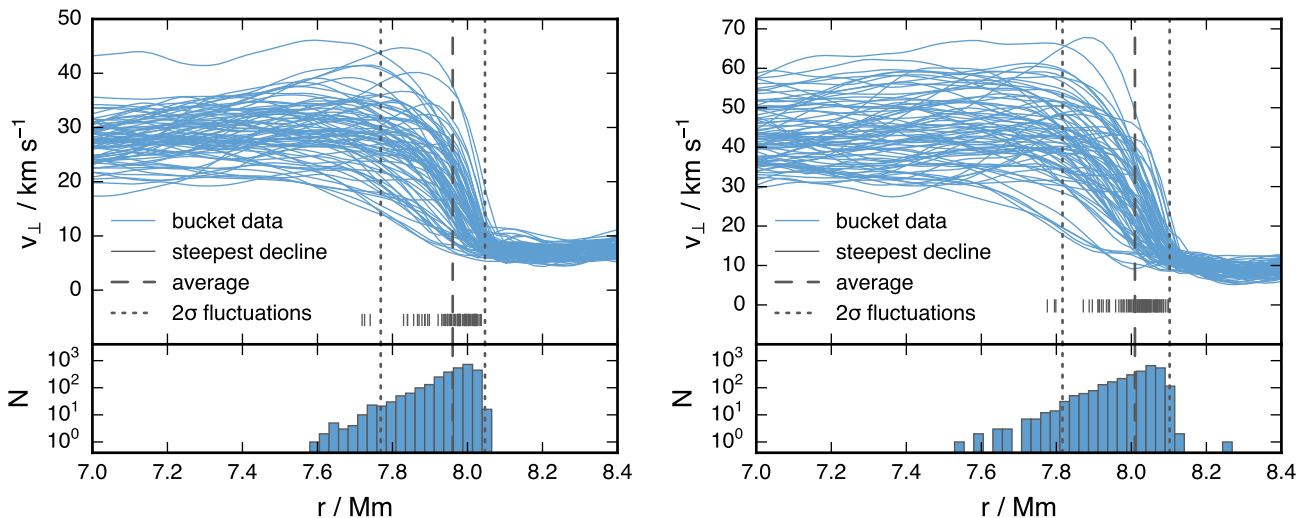 50
40
30
20
10
0
v⊥ / km s⁻¹
bucket data
steepest decline
average
2σ fluctuations
10³
10²
10¹
10⁰
N
7.0 7.2 7.4 7.6 7.8 8.0 8.2 8.4
r / Mm
70
60
50
40
30
20
10
0
v⊥ / km s⁻¹
bucket data
steepest decline
average
2σ fluctuations
10³
10²
10¹
10⁰
N
7.0 7.2 7.4 7.6 7.8 8.0 8.2 8.4
r / Mm